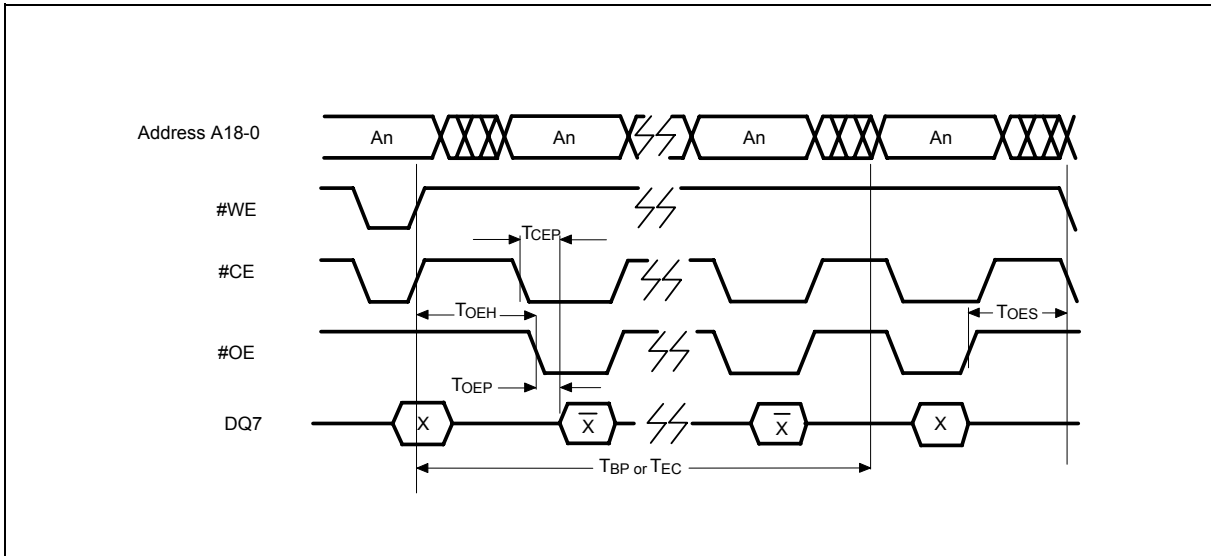 Address A18-0
An An An An
#WE
TCEP
#CE
TOEH TOES
#OE
TOEP
DQ7
X X̅ X̅ X
TBP or TEC